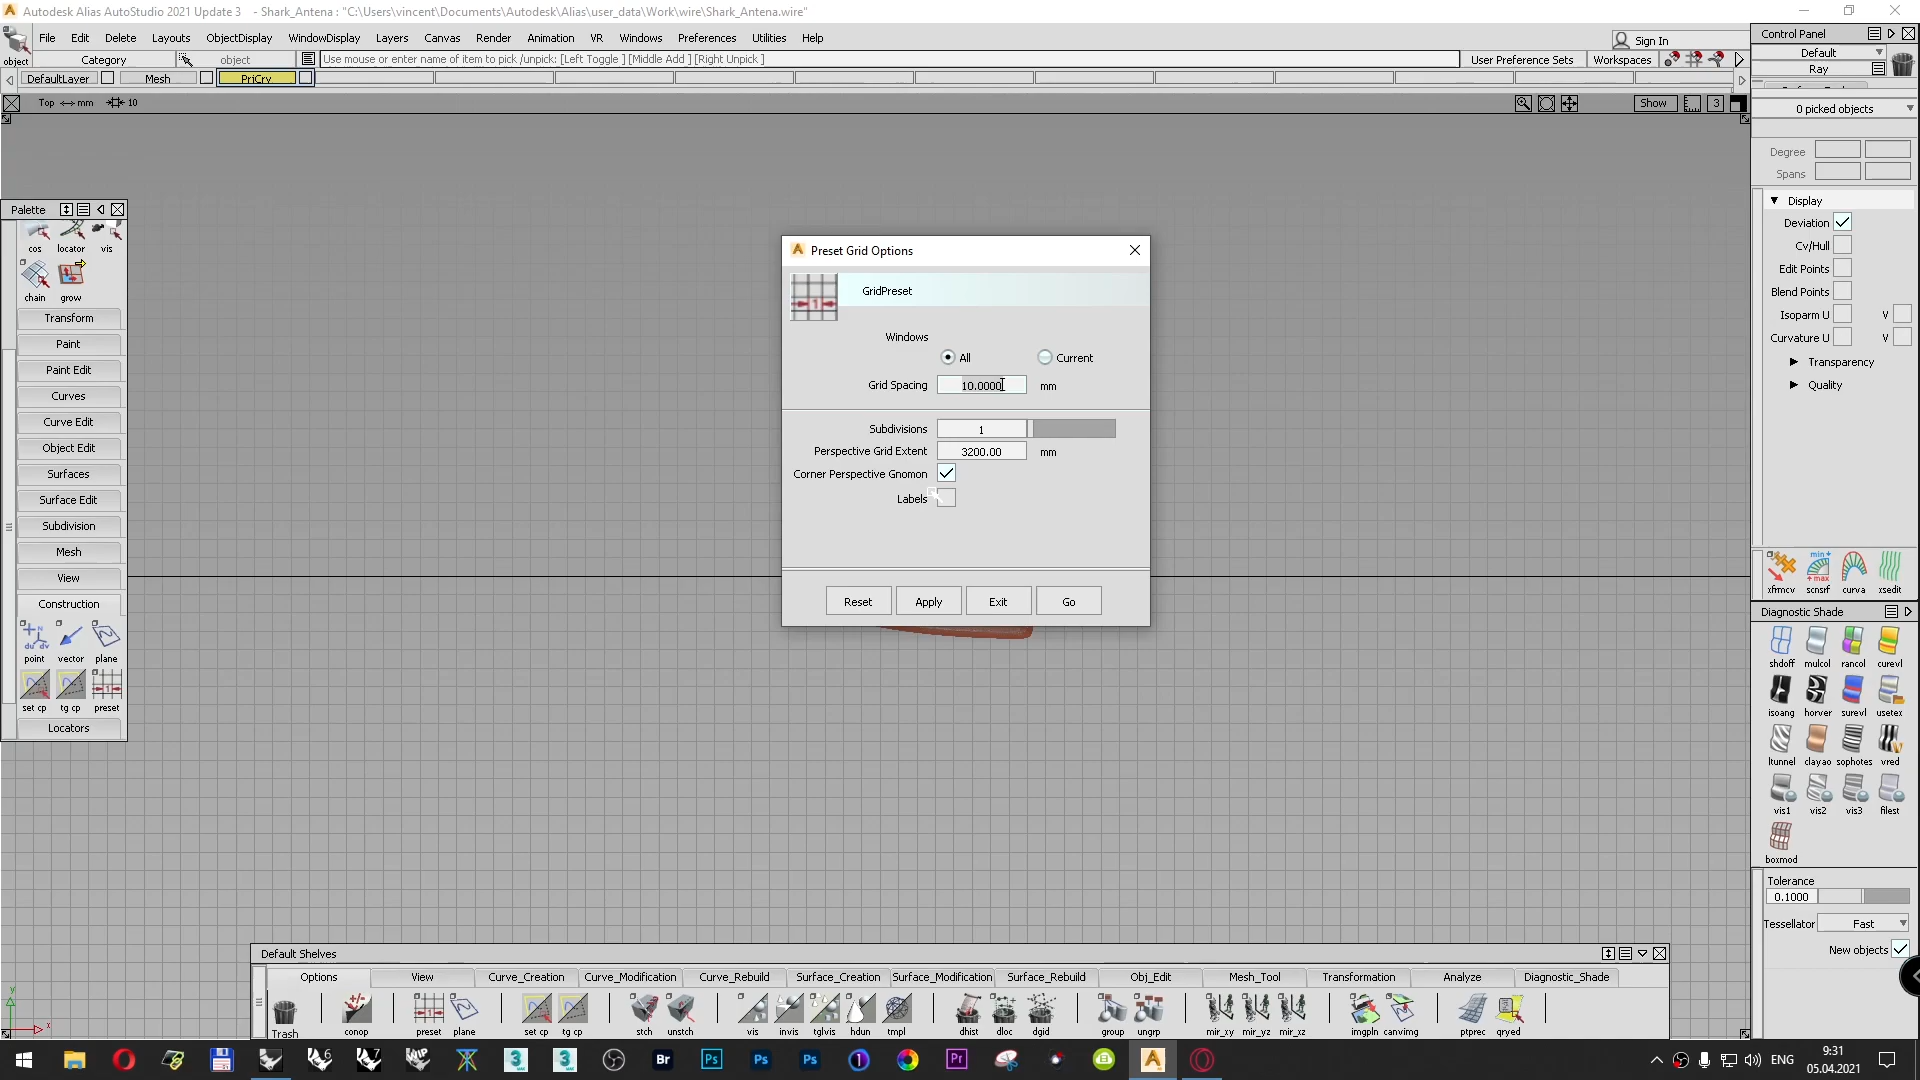 Autodesk Alias AutoStudio 2021 Update 3 - Shark_Antena : "C:\Users\vincent\Documents\Autodesk\Alias\user_data\Work\wire\Shark_Antena.wire"
File Edit Delete Layouts ObjectDisplay WindowDisplay Layers Canvas Render Animation VR Windows Preferences Utilities Help
Sign In
object Category object Use mouse or enter name of item to pick /unpick: [Left Toggle ] [Middle Add ] [Right Unpick ] User Preference Sets Workspaces
DefaultLayer Mesh PriCrv
Top <-> mm 10 Show 3
Control Panel
Default
Ray
0 picked objects
Degree
Spans
Display
Deviation
Cv/Hull
Edit Points
Blend Points
Isoparm U V
Curvature U V
Transparency
Quality
xfrmcv scnsrf curva xsedit
Diagnostic Shade
shdoff mulcol rancol curevl
isoang horver surevl usetex
ltunnel clayao sophotes vred
vis1 vis2 vis3 filest
boxmod
Tolerance
0.1000
Tessellator Fast
New objects
Palette
cos locator vis
chain grow
Transform
Paint
Paint Edit
Curves
Curve Edit
Object Edit
Surfaces
Surface Edit
Subdivision
Mesh
View
Construction
point vector plane
set cp tg cp preset
Locators
Preset Grid Options
GridPreset
Windows
All Current
Grid Spacing 10.0000 mm
Subdivisions 1
Perspective Grid Extent 3200.00 mm
Corner Perspective Gnomon
Labels
Reset Apply Exit Go
Default Shelves
Options View Curve_Creation Curve_Modification Curve_Rebuild Surface_Creation Surface_Modification Surface_Rebuild Obj_Edit Mesh_Tool Transformation Analyze Diagnostic_Shade
Trash conop preset plane set cp tg cp stch unstch vis invis tglvis hdun tmpl dhist dloc dgid group ungrp mir_xy mir_yz mir_xz imgpln canvimg ptprec qryed
y
x
ENG
9:31
05.04.2021